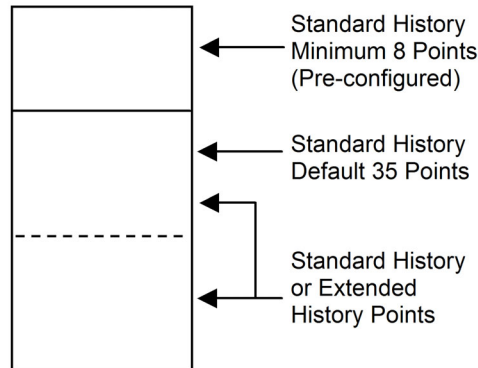 Standard History
Minimum 8 Points
(Pre-configured)
Standard History
Default 35 Points
Standard History
or Extended
History Points